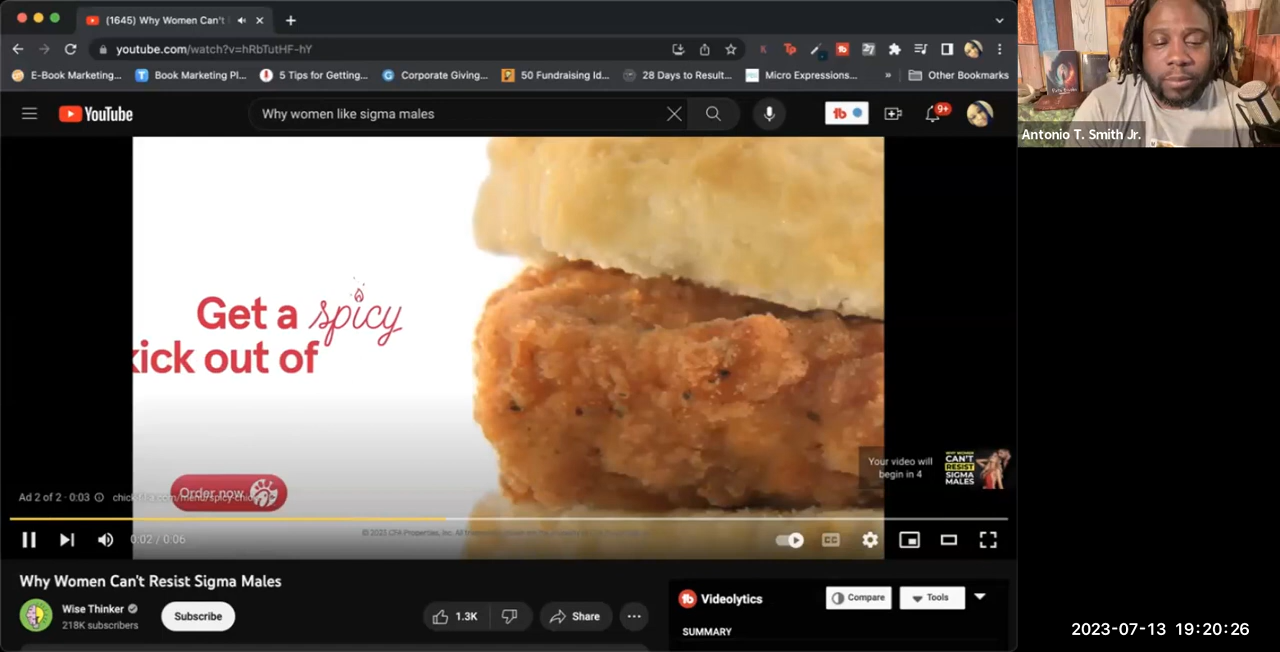 (1645) Why Women Can't
youtube.com/watch?v=hRbTutHF-hY
E-Book Marketing...
Book Marketing Pl...
5 Tips for Getting...
Corporate Giving...
50 Fundraising Id...
28 Days to Result...
Micro Expressions...
»
Other Bookmarks
YouTube
Why women like sigma males
9+
Antonio T. Smith Jr.
Get a spicy
kick out of
Your video will
begin in 4
WHY WOMEN
CAN'T
RESIST
SIGMA
MALES
Order now
Ad 2 of 2 · 0:03
0:02 / 0:06
CC
Why Women Can't Resist Sigma Males
Wise Thinker
218K subscribers
Subscribe
1.3K
Share
Videolytics
Compare
Tools
SUMMARY
2023-07-13 19:20:26